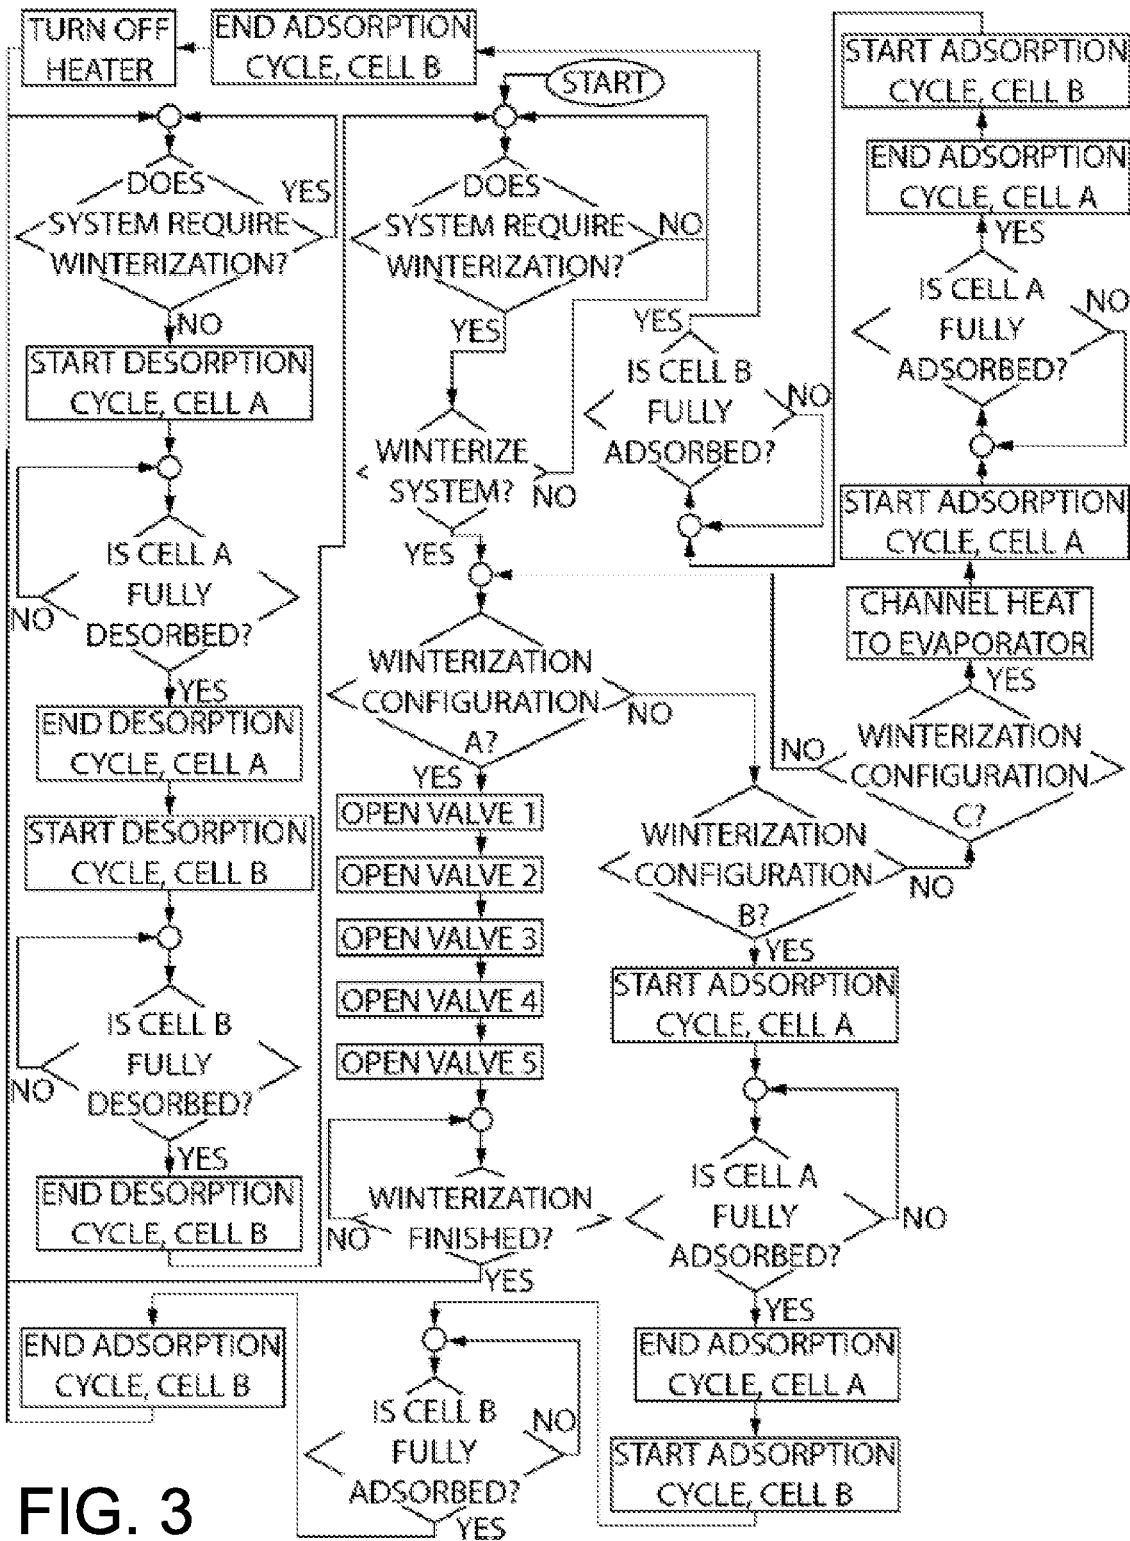 TURN OFF
HEATER
END ADSORPTION
CYCLE, CELL B
START
DOES
SYSTEM REQUIRE
WINTERIZATION?
YES
NO
START DESORPTION
CYCLE, CELL A
IS CELL A
FULLY
DESORBED?
NO
YES
END DESORPTION
CYCLE, CELL A
START DESORPTION
CYCLE, CELL B
IS CELL B
FULLY
DESORBED?
NO
YES
END DESORPTION
CYCLE, CELL B
DOES
SYSTEM REQUIRE
WINTERIZATION?
NO
YES
WINTERIZE
SYSTEM?
NO
YES
WINTERIZATION
CONFIGURATION
A?
NO
YES
OPEN VALVE 1
OPEN VALVE 2
OPEN VALVE 3
OPEN VALVE 4
OPEN VALVE 5
WINTERIZATION
FINISHED?
NO
YES
YES
IS CELL B
FULLY
ADSORBED?
NO
START ADSORPTION
CYCLE, CELL B
END ADSORPTION
CYCLE, CELL A
YES
IS CELL A
FULLY
ADSORBED?
NO
START ADSORPTION
CYCLE, CELL A
CHANNEL HEAT
TO EVAPORATOR
YES
WINTERIZATION
CONFIGURATION
C?
NO
WINTERIZATION
CONFIGURATION
B?
NO
YES
START ADSORPTION
CYCLE, CELL A
IS CELL A
FULLY
ADSORBED?
NO
YES
END ADSORPTION
CYCLE, CELL A
START ADSORPTION
CYCLE, CELL B
IS CELL B
FULLY
ADSORBED?
NO
YES
END ADSORPTION
CYCLE, CELL B
FIG. 3